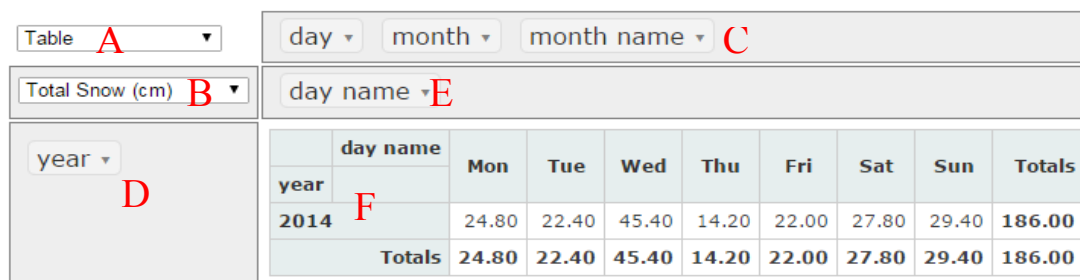 Table A day month month name C
Total Snow (cm) B day name E
year D
day name Mon Tue Wed Thu Fri Sat Sun Totals
year F
2014 24.80 22.40 45.40 14.20 22.00 27.80 29.40 186.00
Totals 24.80 22.40 45.40 14.20 22.00 27.80 29.40 186.00